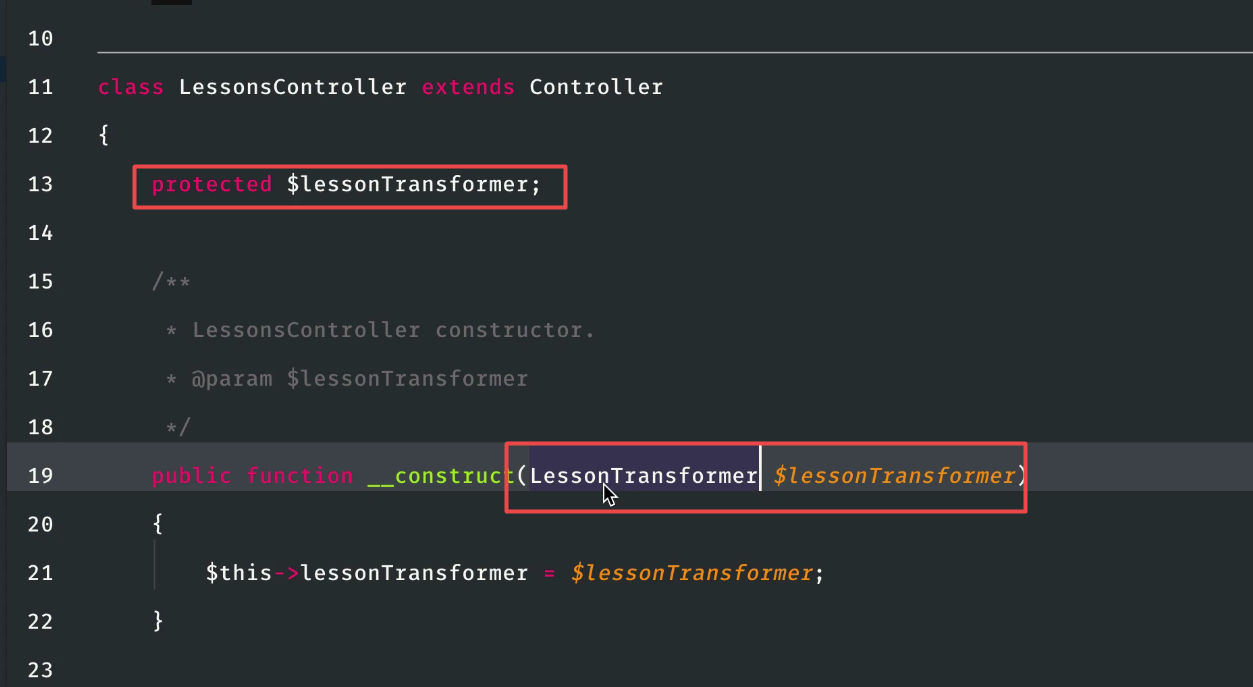 10
11 class LessonsController extends Controller
12 {
13     protected $lessonTransformer;
14
15     /**
16      * LessonsController constructor.
17      * @param $lessonTransformer
18      */
19     public function __construct(LessonTransformer $lessonTransformer)
20     {
21         $this->lessonTransformer = $lessonTransformer;
22     }
23